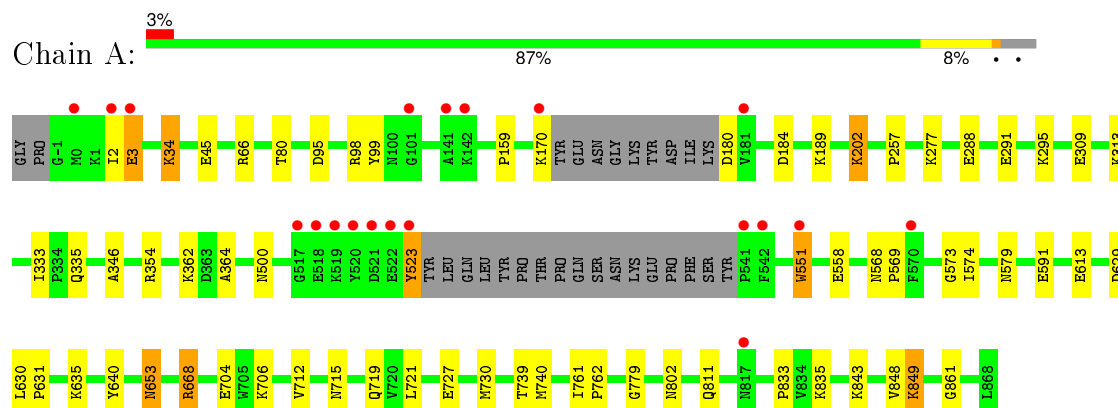 3%
Chain A:
87% 8% • •
GLY PRO G-1 M0 K1 I2 E3 K34 E45 R66 T80 D95 R98 Y99 N100 G101 A141 K142 P159 K170 TYR GLU ASN GLY LYS TYR ASP ILE LYS D180 V181 D184 K189 K202 P257 K277 E288 E291 K295 E309
I333 P334 Q335 A346 R354 K362 D363 A364 N500 G517 E518 K519 Y520 D521 E522 Y523 TYR LEU GLN LEU TYR PRO THR PRO GLN SER ASN LYS GLU PRO PHE SER TYR P541 F542 W551 E558 N568 P569 F570 G573 I574 N579 E591 E613
L630 P631 K635 Y640 N653 R668 E704 W705 K706 V712 N715 Q719 V720 L721 E727 M730 T739 M740 I761 P762 G779 N802 Q811 N817 P833 V834 K835 K843 V848 K849 G861 L868